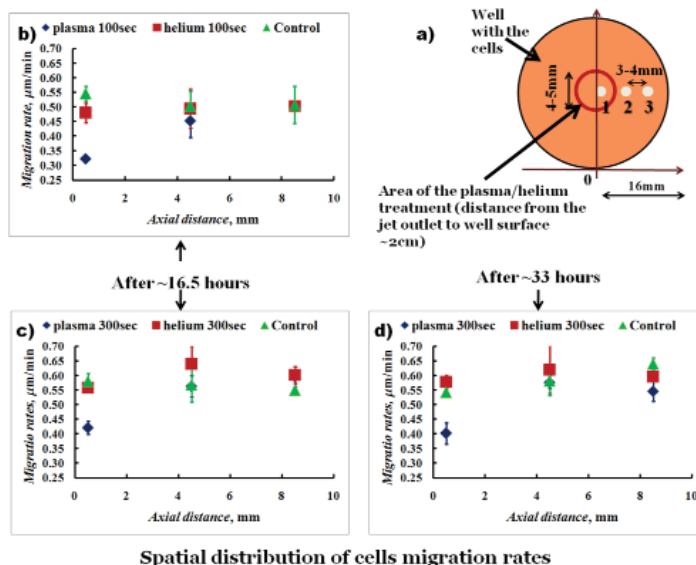 b)
plasma 100sec helium 100sec Control
Migration rate, µm/min
0.70
0.65
0.60
0.55
0.50
0.45
0.40
0.35
0.30
0.25
0 2 4 6 8 10
Axial distance, mm
a)
Well
with the
cells
3-4mm
4-5mm
1 2 3
0
16mm
Area of the plasma/helium
treatment (distance from the
jet outlet to well surface
~2cm)
After ~16.5 hours
After ~33 hours
c)
plasma 300sec helium 300sec Control
Migratio rates, µm/min
0.70
0.65
0.60
0.55
0.50
0.45
0.40
0.35
0.30
0.25
0 2 4 6 8 10
Axial distance, mm
d)
plasma 300sec helium 300sec Control
Migratio rates, µm/min
0.70
0.65
0.60
0.55
0.50
0.45
0.40
0.35
0.30
0.25
0 2 4 6 8 10
Axial distance, mm
Spatial distribution of cells migration rates